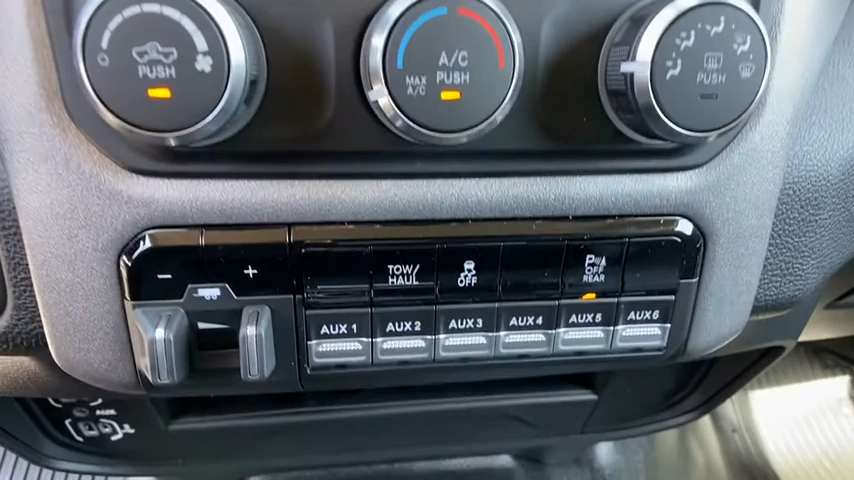 PUSH
A/C
PUSH
MAX
A/C
PUSH
- +
TOW/
HAUL
OFF
P
OFF
REAR
AUX 1 AUX 2 AUX 3 AUX 4 AUX 5 AUX 6
AUX